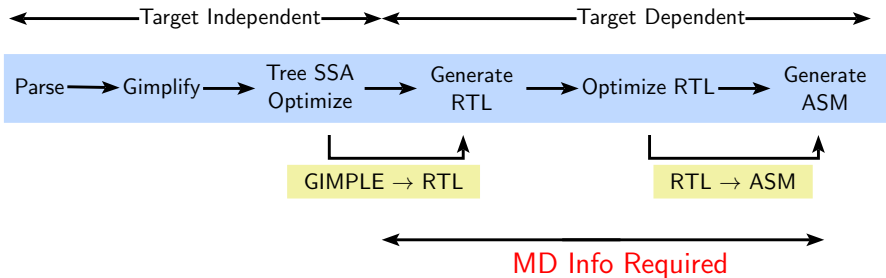 Target Independent Target Dependent
Parse Gimplify Tree SSA Optimize Generate RTL Optimize RTL Generate ASM
GIMPLE → RTL RTL → ASM
MD Info Required